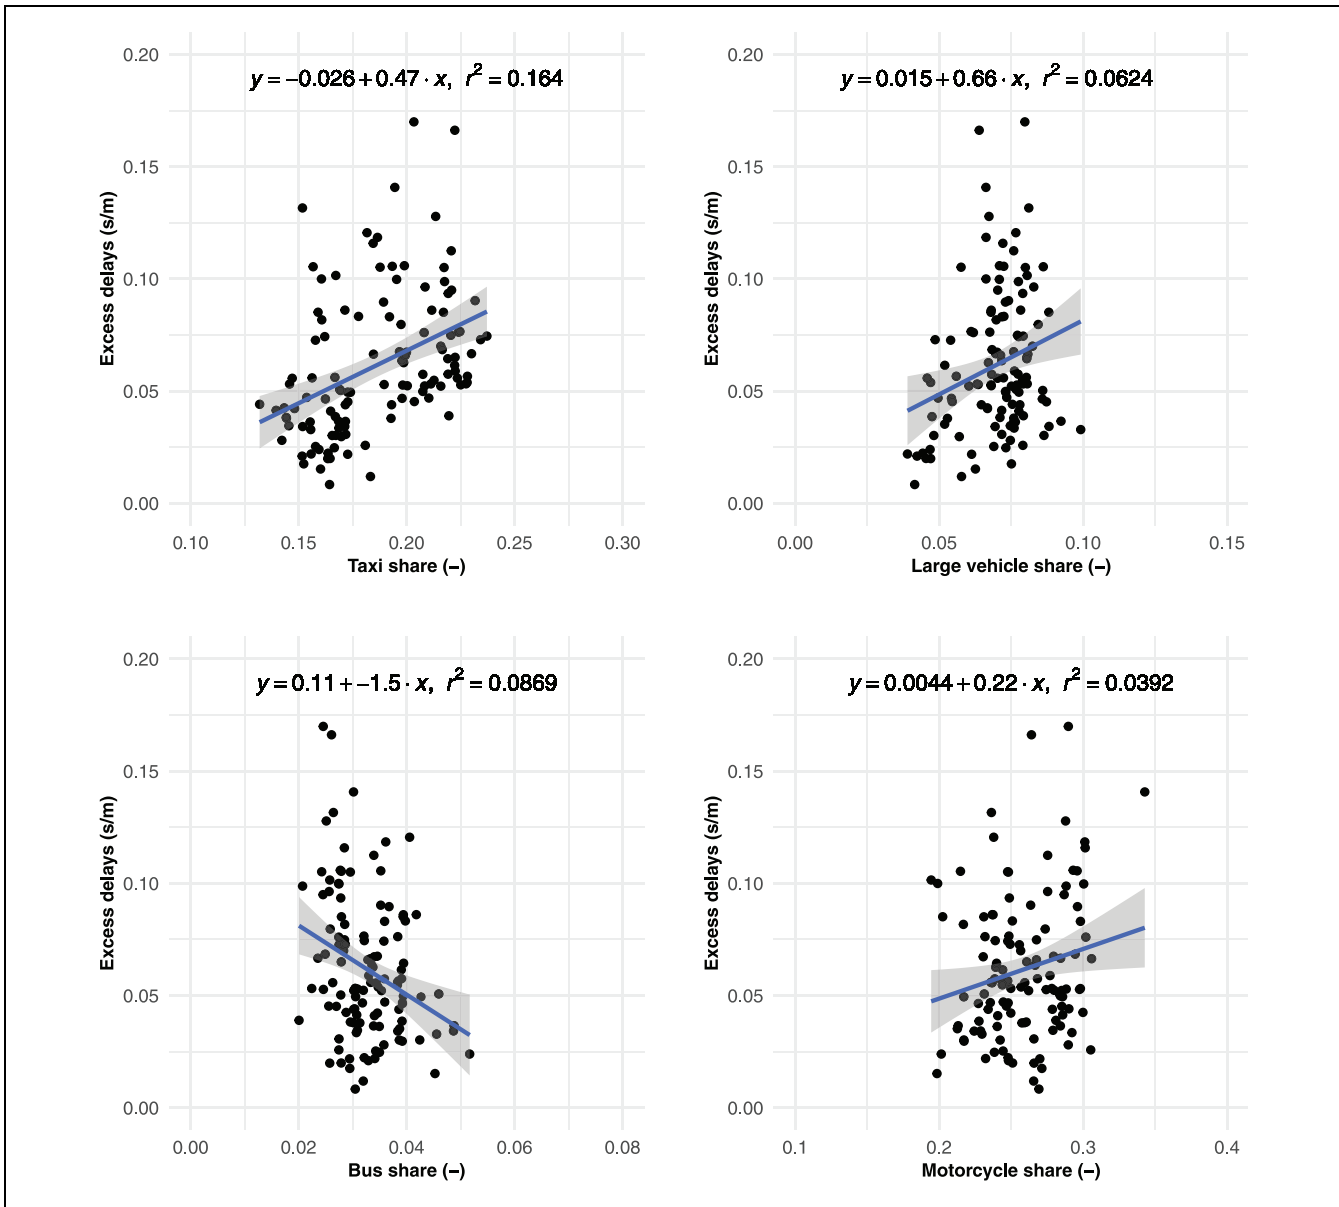 y = −0.026 + 0.47 · x, r² = 0.164
0.20
0.15
0.10
0.05
0.00
Excess delays (s/m)
0.10 0.15 0.20 0.25 0.30
Taxi share (−)
y = 0.015 + 0.66 · x, r² = 0.0624
0.20
0.15
0.10
0.05
0.00
Excess delays (s/m)
0.00 0.05 0.10 0.15
Large vehicle share (−)
y = 0.11 + −1.5 · x, r² = 0.0869
0.20
0.15
0.10
0.05
0.00
Excess delays (s/m)
0.00 0.02 0.04 0.06 0.08
Bus share (−)
y = 0.0044 + 0.22 · x, r² = 0.0392
0.20
0.15
0.10
0.05
0.00
Excess delays (s/m)
0.1 0.2 0.3 0.4
Motorcycle share (−)